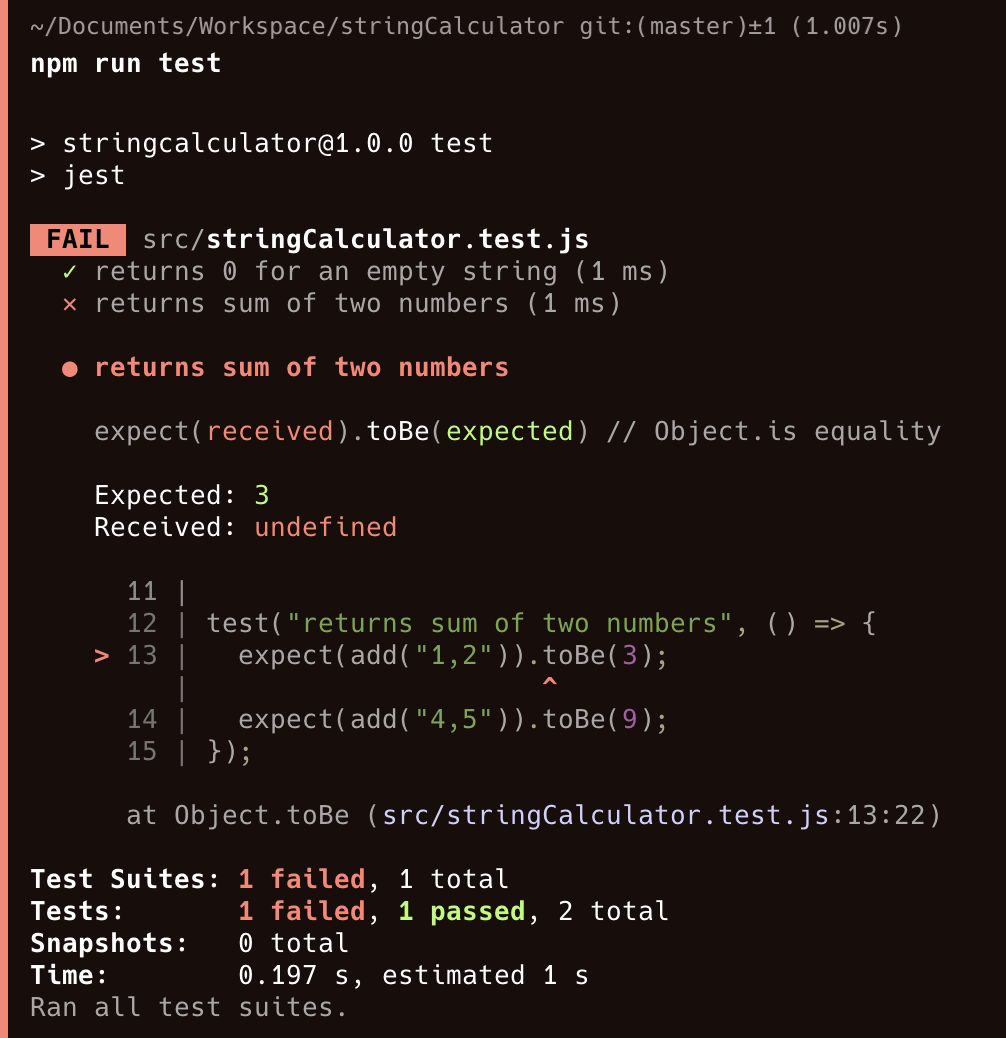 ~/Documents/Workspace/stringCalculator git:(master)±1 (1.007s)
npm run test
> stringcalculator@1.0.0 test
> jest
FAIL src/stringCalculator.test.js
✓ returns 0 for an empty string (1 ms)
✕ returns sum of two numbers (1 ms)
● returns sum of two numbers
expect(received).toBe(expected) // Object.is equality
Expected: 3
Received: undefined
11 |
12 | test("returns sum of two numbers", () => {
> 13 |   expect(add("1,2")).toBe(3);
|                      ^
14 |   expect(add("4,5")).toBe(9);
15 | });
at Object.toBe (src/stringCalculator.test.js:13:22)
Test Suites: 1 failed, 1 total
Tests:       1 failed, 1 passed, 2 total
Snapshots:   0 total
Time:        0.197 s, estimated 1 s
Ran all test suites.